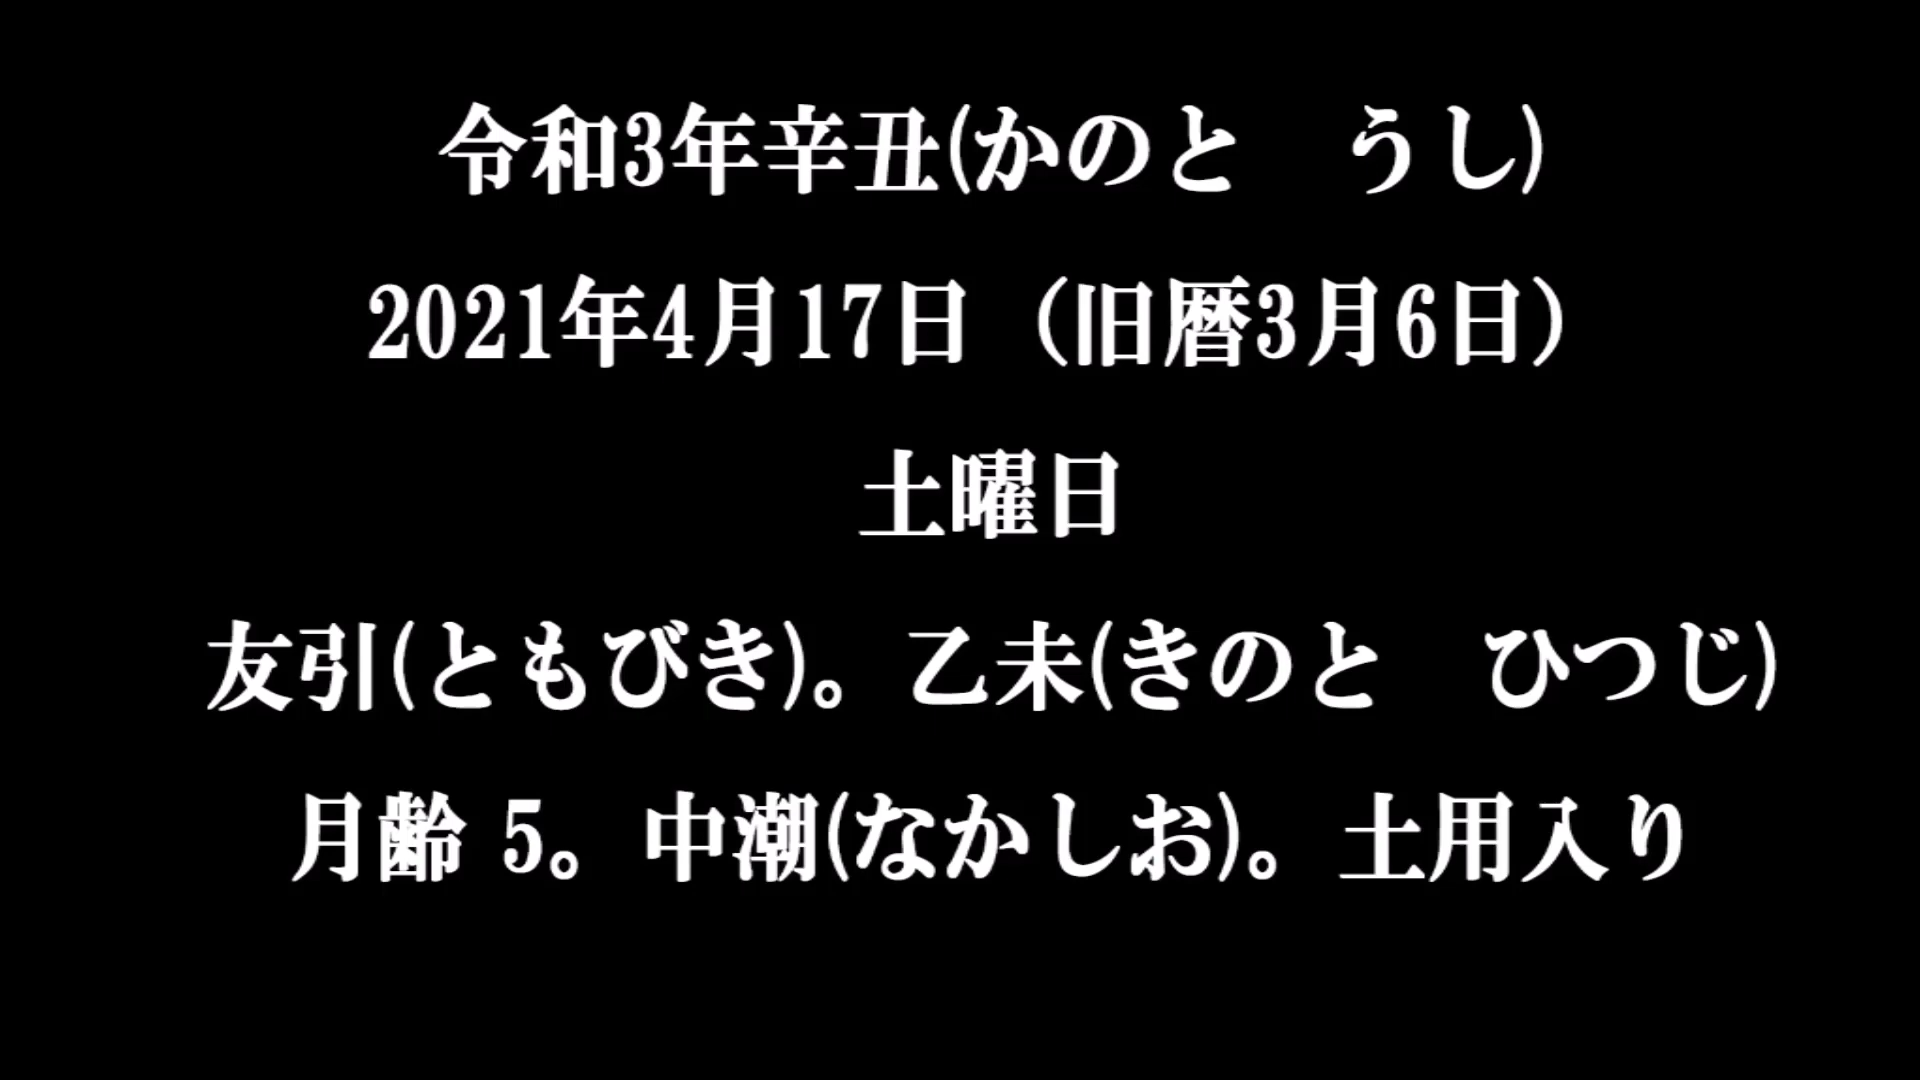 令和3年辛丑(かのと　うし)
2021年4月17日（旧暦3月6日）
土曜日
友引(ともびき)。乙未(きのと　ひつじ)
月齢 5。中潮(なかしお)。土用入り